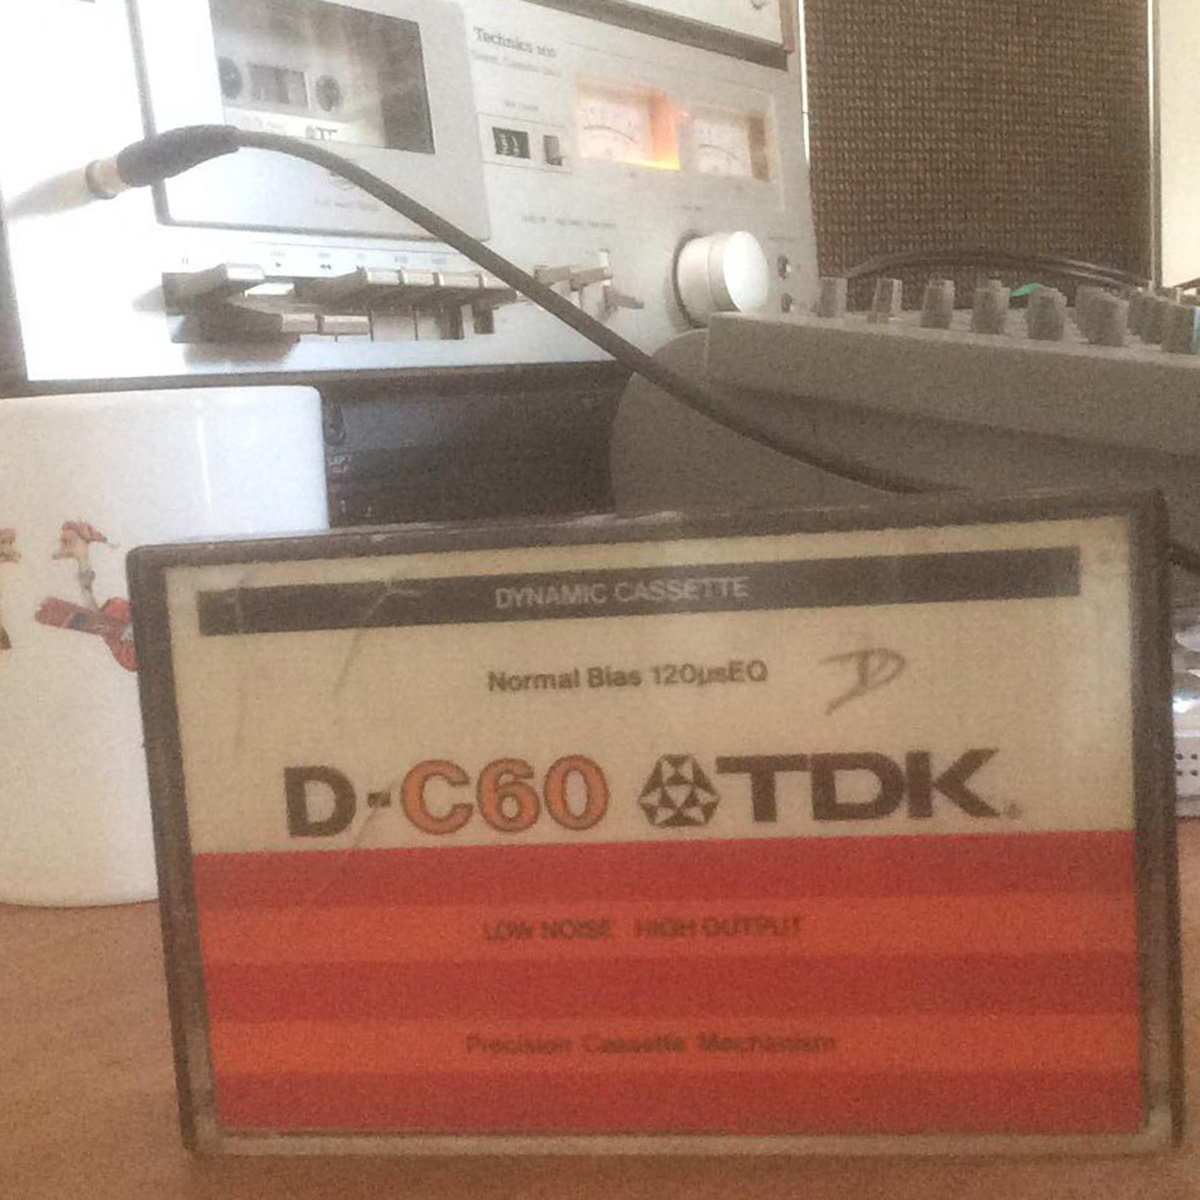 Technics
DYNAMIC CASSETTE
Normal Bias 120µsEQ
D
D-C60 TDK®
LOW NOISE HIGH OUTPUT
Precision Cassette Mechanism